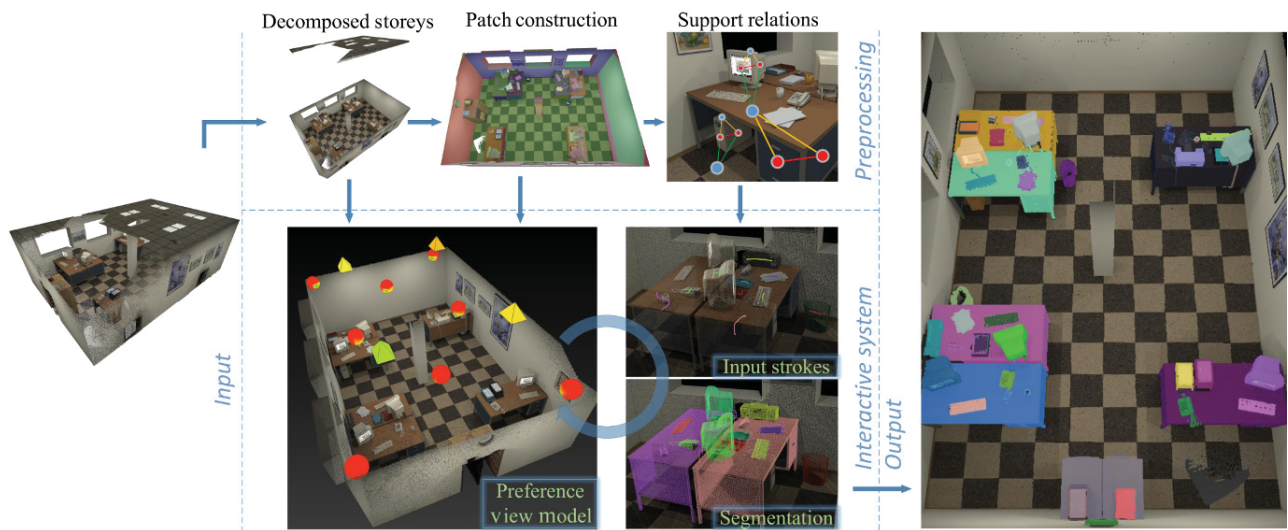 Decomposed storeys
Patch construction
Support relations
Preprocessing
Input
Input strokes
Preference
view model
Segmentation
Interactive system
Output